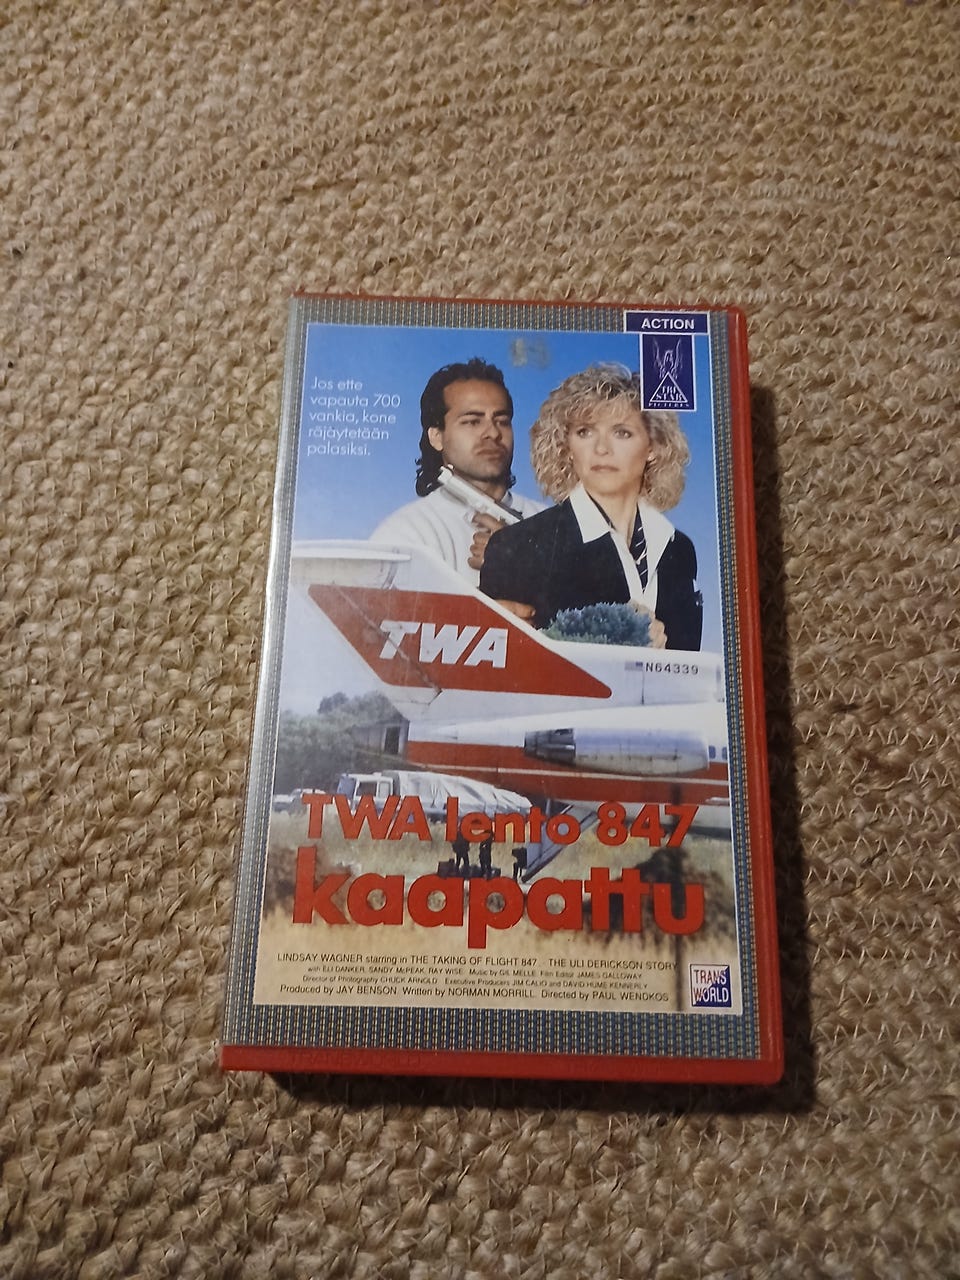 ACTION
TRI
STAR
PICTURES
Jos ette
vapauta 700
vankia, kone
räjäytetään
palasiksi.
TWA
N64339
TWA lento 847
kaapattu
LINDSAY WAGNER starring in THE TAKING OF FLIGHT 847. THE ULI DERICKSON STORY
with ELI DANKER, SANDY McPEAK, RAY WISE. Music by GIL MELLE. Film Editor JAMES GALLOWAY
Director of Photography CHUCK ARNOLD. Executive Producers JIM CALIO and DAVID HUME KENNERLY
Produced by JAY BENSON. Written by NORMAN MORRILL. Directed by PAUL WENDKOS
TRANS
WORLD